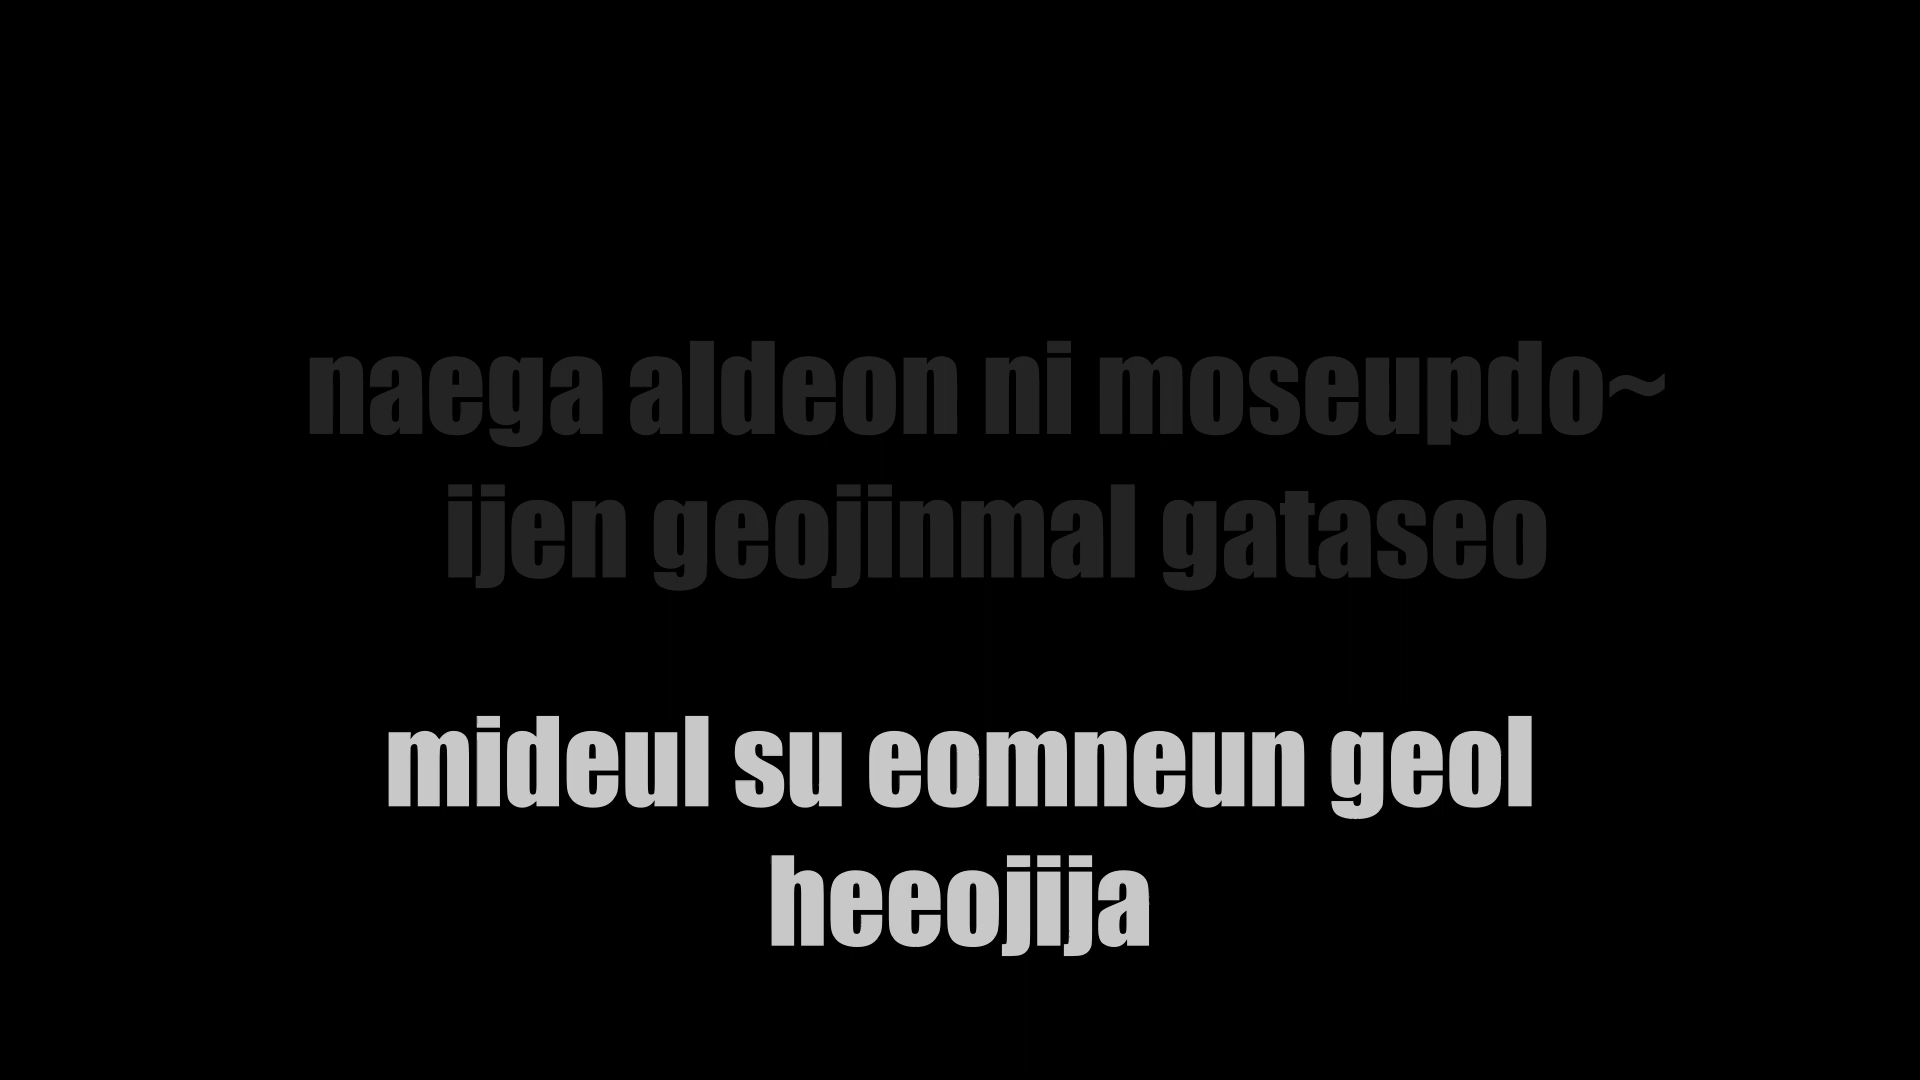 naega aldeon ni moseupdo~
ijen geojinmal gataseo
mideul su eomneun geol
heeojija